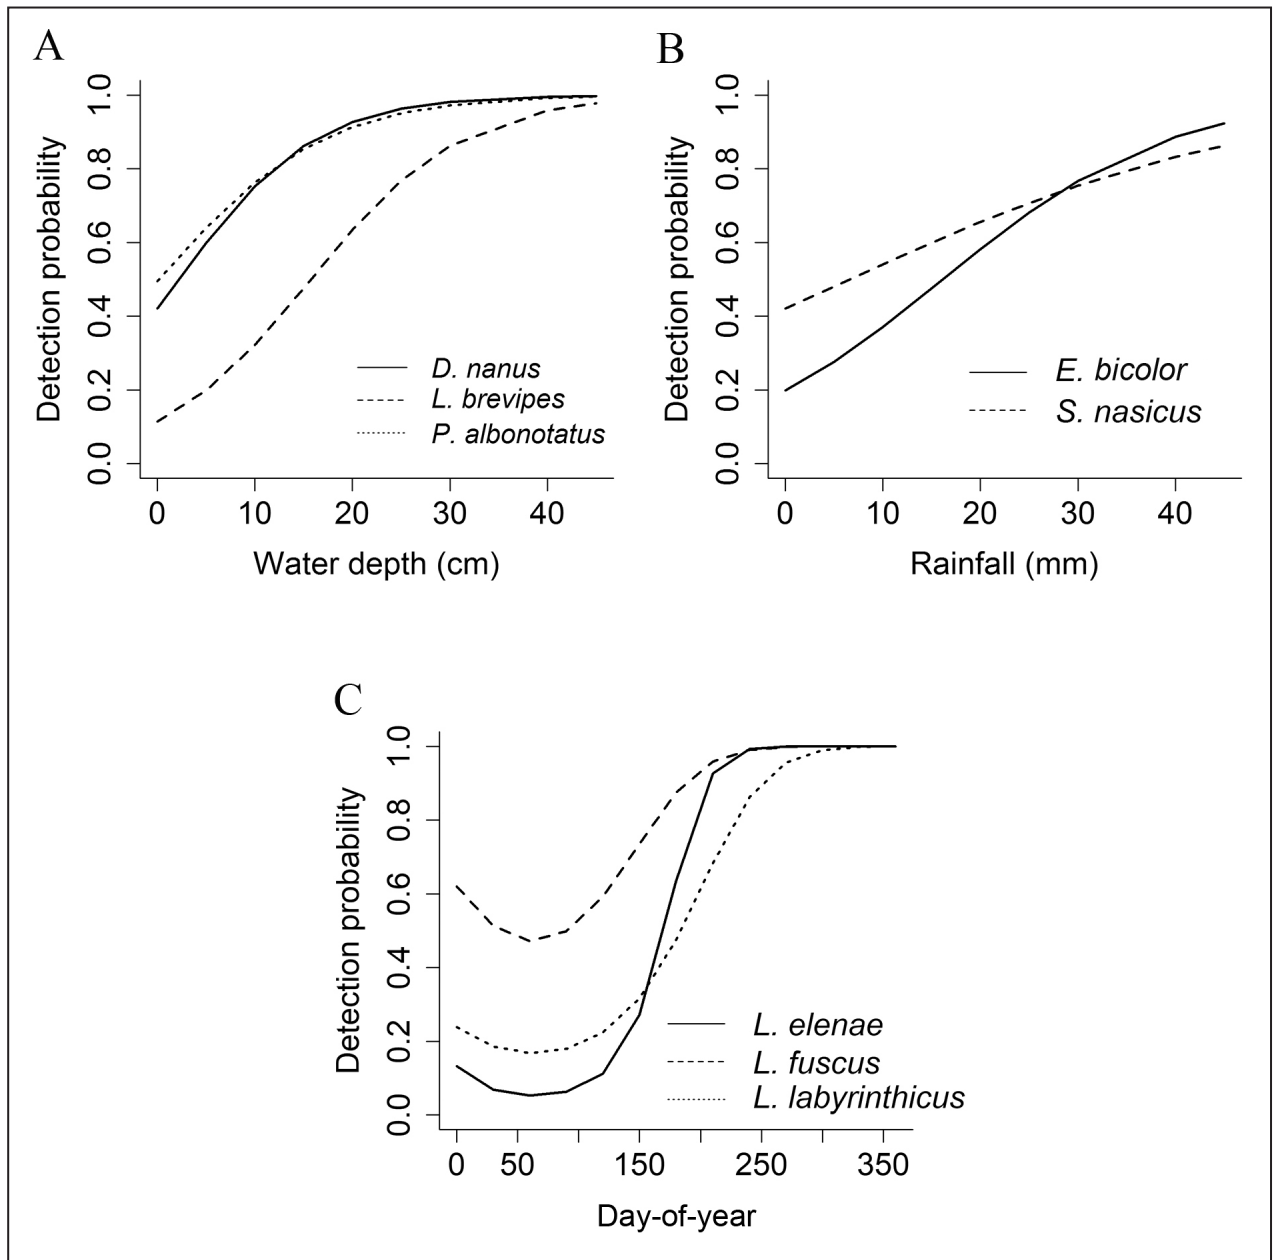 A
Detection probability
1.0
0.8
0.6
0.4
0.2
0.0
D. nanus
L. brevipes
P. albonotatus
0 10 20 30 40
Water depth (cm)
B
Detection probability
1.0
0.8
0.6
0.4
0.2
0.0
E. bicolor
S. nasicus
0 10 20 30 40
Rainfall (mm)
C
Detection probability
1.0
0.8
0.6
0.4
0.2
0.0
L. elenae
L. fuscus
L. labyrinthicus
0 50 150 250 350
Day-of-year